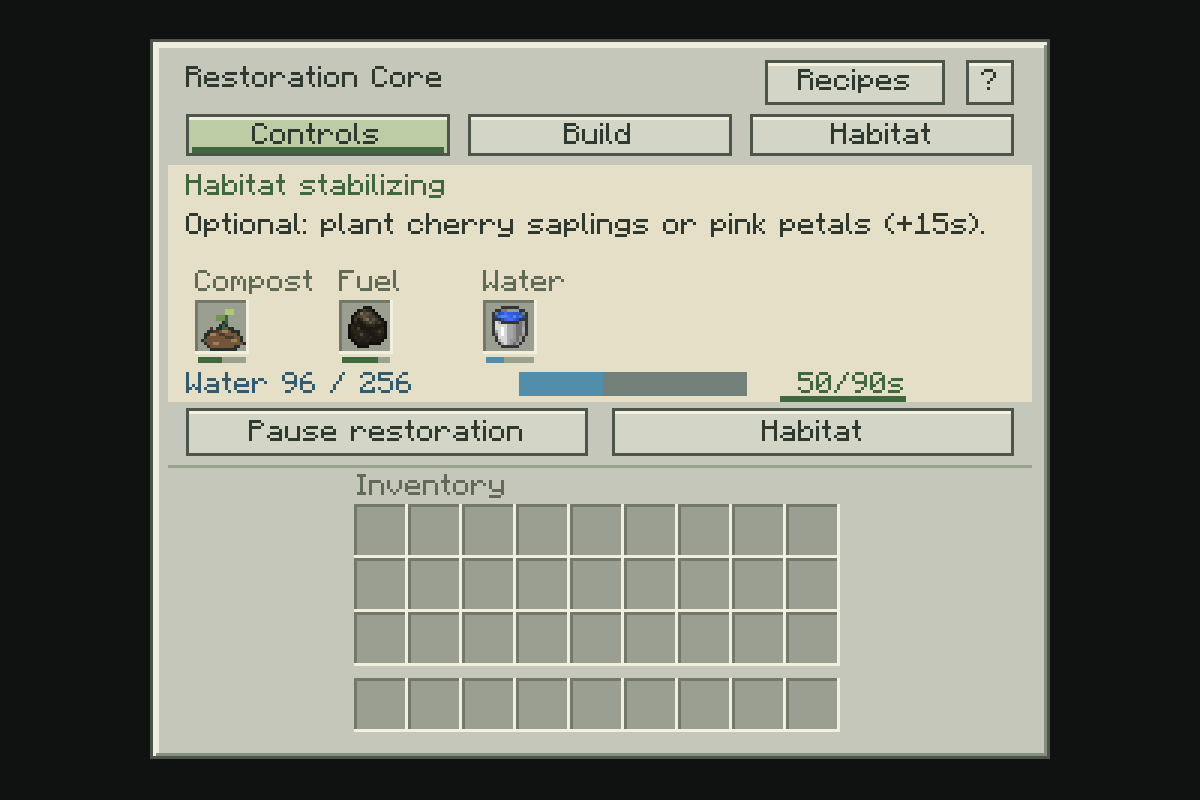 Restoration Core
Recipes
?
Controls
Build
Habitat
Habitat stabilizing
Optional: plant cherry saplings or pink petals (+15s).
Compost
Fuel
Water
Water 96 / 256
50/90s
Pause restoration
Habitat
Inventory